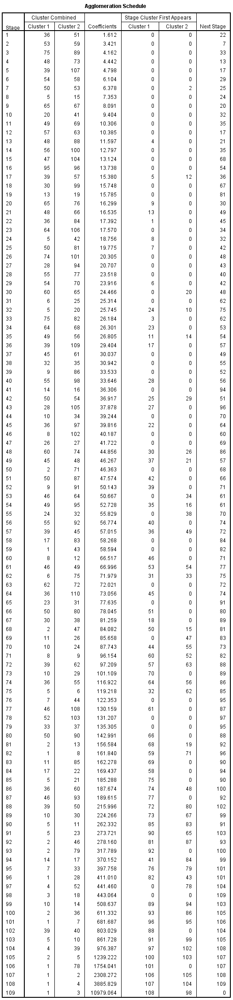 Agglomeration Schedule
Cluster Combined Stage Cluster First Appears
Stage Cluster 1 Cluster 2 Coefficients Cluster 1 Cluster 2 Next Stage
1 36 51 1.612 0 0 22
2 53 59 3.421 0 0 7
3 75 89 4.162 0 0 33
4 48 73 4.442 0 0 13
5 39 107 4.798 0 0 17
6 54 58 6.104 0 0 29
7 50 53 6.378 0 2 25
8 5 15 7.353 0 0 24
9 65 67 8.091 0 0 20
10 20 41 9.404 0 0 32
11 49 69 10.306 0 0 35
12 57 63 10.385 0 0 17
13 48 88 11.597 4 0 21
14 56 100 12.797 0 0 35
15 47 104 13.124 0 0 68
16 95 96 13.738 0 0 54
17 39 57 15.380 5 12 36
18 30 99 15.748 0 0 67
19 13 19 15.785 0 0 81
20 65 76 16.299 9 0 30
21 48 66 16.535 13 0 49
22 36 84 17.392 1 0 45
23 64 106 17.570 0 0 34
24 5 42 18.756 8 0 32
25 50 81 19.775 7 0 42
26 74 101 20.305 0 0 48
27 28 94 20.707 0 0 43
28 55 77 23.518 0 0 40
29 54 70 23.916 6 0 42
30 60 65 24.466 0 20 48
31 6 25 25.314 0 0 62
32 5 20 25.745 24 10 75
33 75 82 26.184 3 0 62
34 64 68 26.301 23 0 53
35 49 56 26.805 11 14 54
36 39 109 29.404 17 0 57
37 45 61 30.037 0 0 49
38 32 35 30.942 0 0 55
39 9 86 33.533 0 0 52
40 55 98 33.646 28 0 56
41 14 16 36.306 0 0 94
42 50 54 36.917 25 29 51
43 28 105 37.878 27 0 96
44 10 34 39.244 0 0 70
45 36 97 39.816 22 0 64
46 8 102 40.187 0 0 60
47 26 27 41.722 0 0 69
48 60 74 44.856 30 26 86
49 45 48 46.267 37 21 57
50 2 71 46.363 0 0 68
51 50 87 47.574 42 0 66
52 9 91 50.143 39 0 71
53 46 64 50.667 0 34 61
54 49 95 52.728 35 16 61
55 24 32 55.829 0 38 70
56 55 92 56.774 40 0 74
57 39 45 57.015 36 49 72
58 17 83 58.268 0 0 84
59 1 43 58.594 0 0 82
60 8 12 66.517 46 0 71
61 46 49 66.996 53 54 77
62 6 75 71.979 31 33 75
63 62 72 72.021 0 0 72
64 36 110 73.056 45 0 74
65 23 31 77.635 0 0 91
66 50 80 78.045 51 0 80
67 30 38 81.259 18 0 89
68 2 47 84.082 50 15 81
69 11 26 85.658 0 47 83
70 10 24 87.743 44 55 73
71 8 9 96.154 60 52 82
72 39 62 97.209 57 63 88
73 10 29 101.109 70 0 89
74 36 55 116.922 64 56 86
75 5 6 119.218 32 62 85
76 7 44 122.353 0 0 95
77 46 108 130.159 61 0 87
78 52 103 131.207 0 0 97
79 33 37 135.305 0 0 95
80 50 90 142.991 66 0 88
81 2 13 156.584 68 19 92
82 1 8 161.840 59 71 96
83 11 85 162.278 69 0 90
84 17 22 169.437 58 0 94
85 5 21 185.288 75 0 90
86 36 60 187.674 74 48 100
87 46 93 189.615 77 0 92
88 39 50 215.996 72 80 102
89 10 30 224.266 73 67 99
90 5 11 262.332 85 83 91
91 5 23 273.721 90 65 103
92 2 46 278.160 81 87 93
93 2 79 317.789 92 0 100
94 14 17 370.152 41 84 99
95 7 33 397.758 76 79 101
96 1 28 411.010 82 43 101
97 4 52 441.460 0 78 104
98 3 18 443.064 0 0 109
99 10 14 508.637 89 94 103
100 2 36 611.332 93 86 105
101 1 7 681.687 96 95 106
102 39 40 803.029 88 0 104
103 5 10 861.728 91 99 105
104 4 39 976.387 97 102 108
105 2 5 1239.222 100 103 107
106 1 78 1754.041 101 0 107
107 1 2 2308.272 106 105 108
108 1 4 3885.829 107 104 109
109 1 3 10979.064 108 98 0